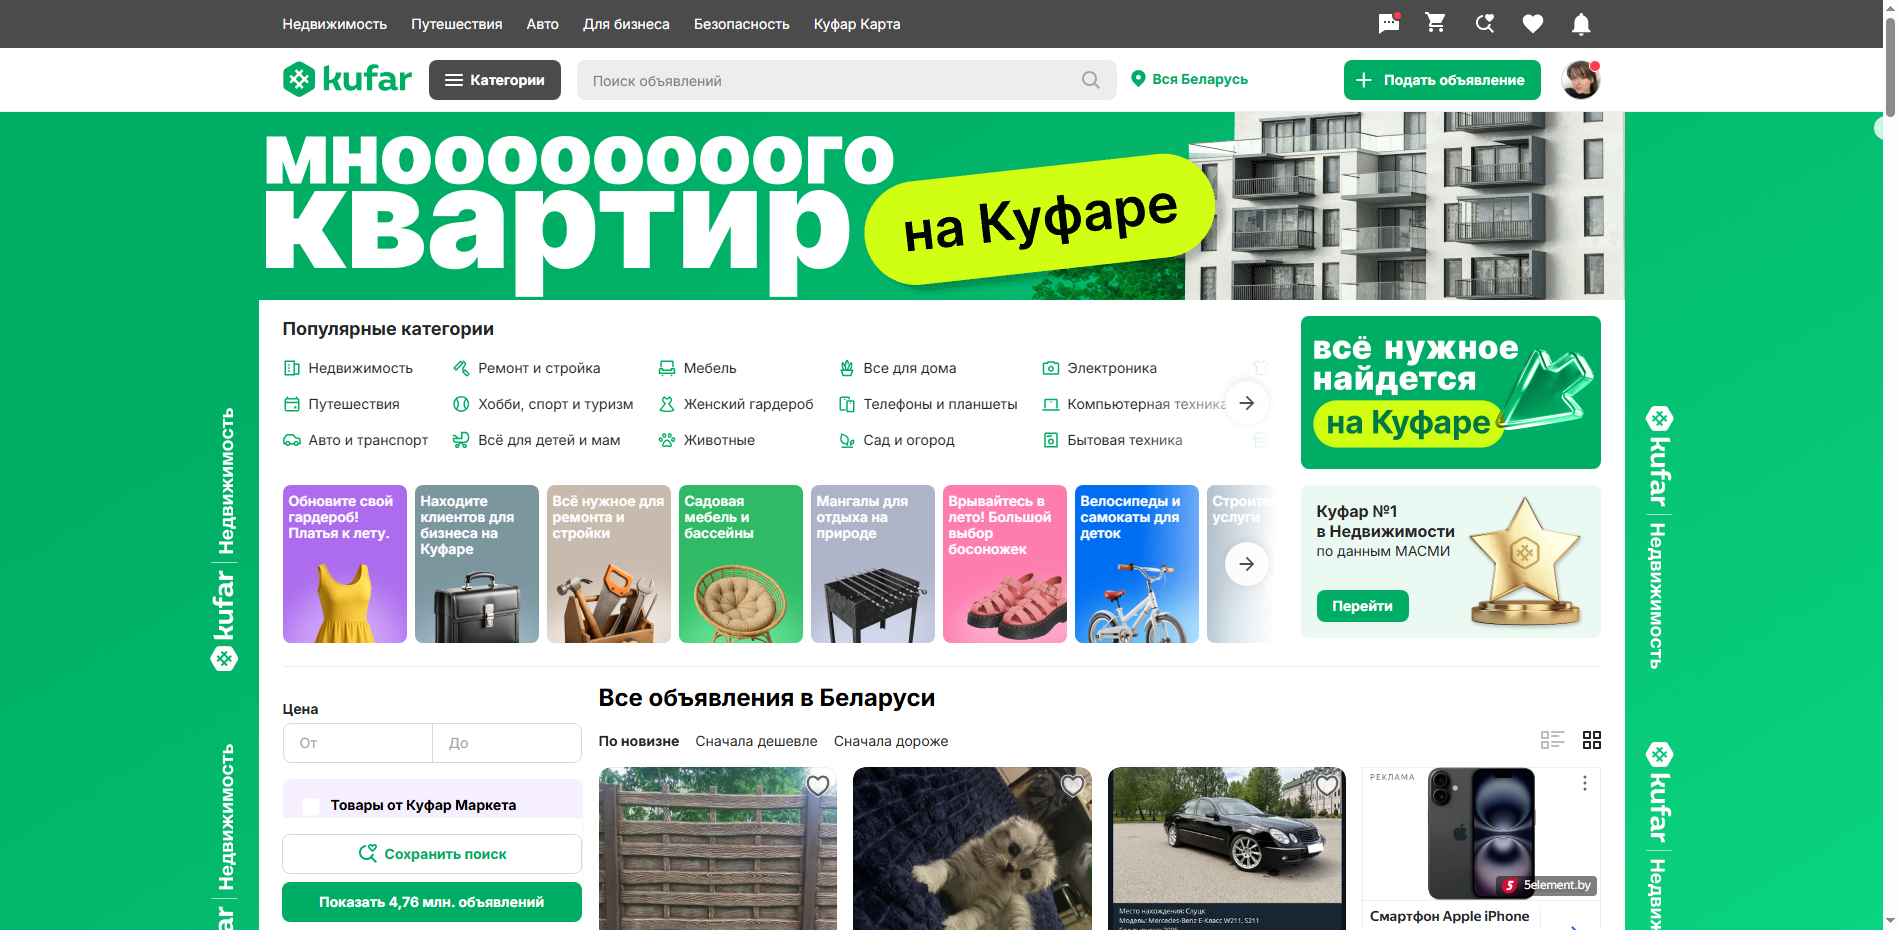 Недвижимость Путешествия Авто Для бизнеса Безопасность Куфар Карта
kufar Категории Поиск объявлений Вся Беларусь Подать объявление
мнооооооооого
квартир
на Куфаре
Популярные категории
Недвижимость Ремонт и стройка Мебель Все для дома Электроника
Путешествия Хобби, спорт и туризм Женский гардероб Телефоны и планшеты Компьютерная техника
Авто и транспорт Всё для детей и мам Животные Сад и огород Бытовая техника
всё нужное
найдется
на Куфаре
Обновите свой
гардероб!
Платья к лету.
Находите
клиентов для
бизнеса на
Куфаре
Всё нужное для
ремонта и
стройки
Садовая
мебель и
бассейны
Мангалы для
отдыха на
природе
Врывайтесь в
лето! Большой
выбор
босоножек
Велосипеды и
самокаты для
деток
услуги
Куфар №1
в Недвижимости
по данным МАСМИ
Перейти
kufar | Недвижимость
kufar | Недвижимость
Недвижимость
kufar
Все объявления в Беларуси
Цена
От До
По новизне Сначала дешевле Сначала дороже
Товары от Куфар Маркета
Сохранить поиск
Показать 4,76 млн. объявлений
Место нахождения: Слуцк
Модель: Mercedes-Benz E-Класс W211, S211
РЕКЛАМА
5element.by
Смартфон Apple iPhone